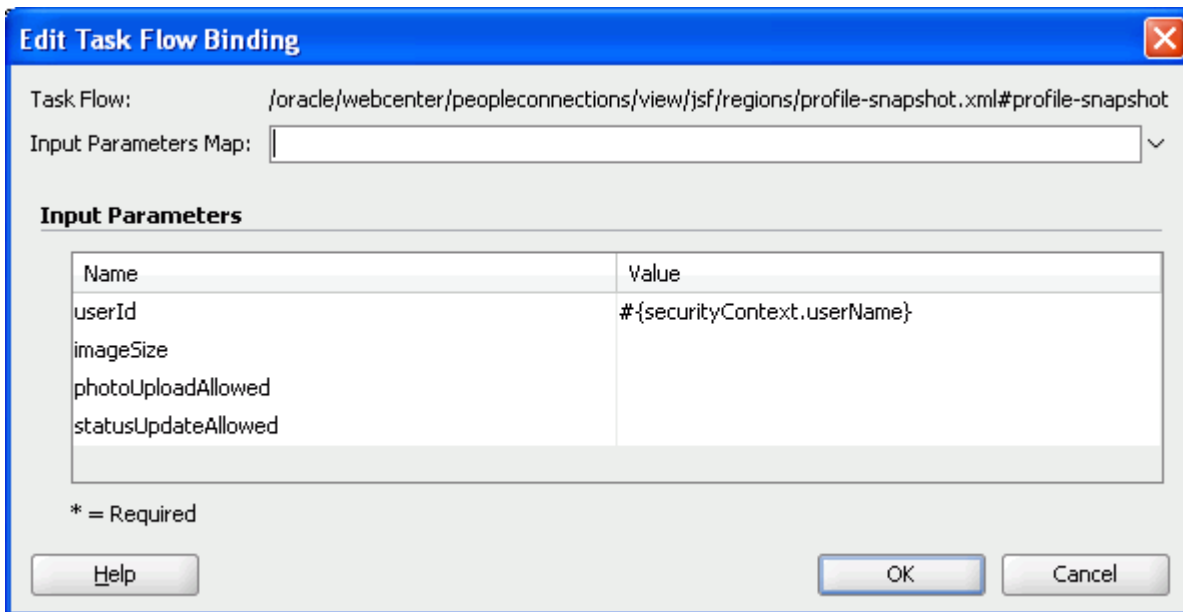 Edit Task Flow Binding
Task Flow: /oracle/webcenter/peopleconnections/view/jsf/regions/profile-snapshot.xml#profile-snapshot
Input Parameters Map:
Input Parameters
Name Value
userId #{securityContext.userName}
imageSize
photoUploadAllowed
statusUpdateAllowed
* = Required
Help OK Cancel